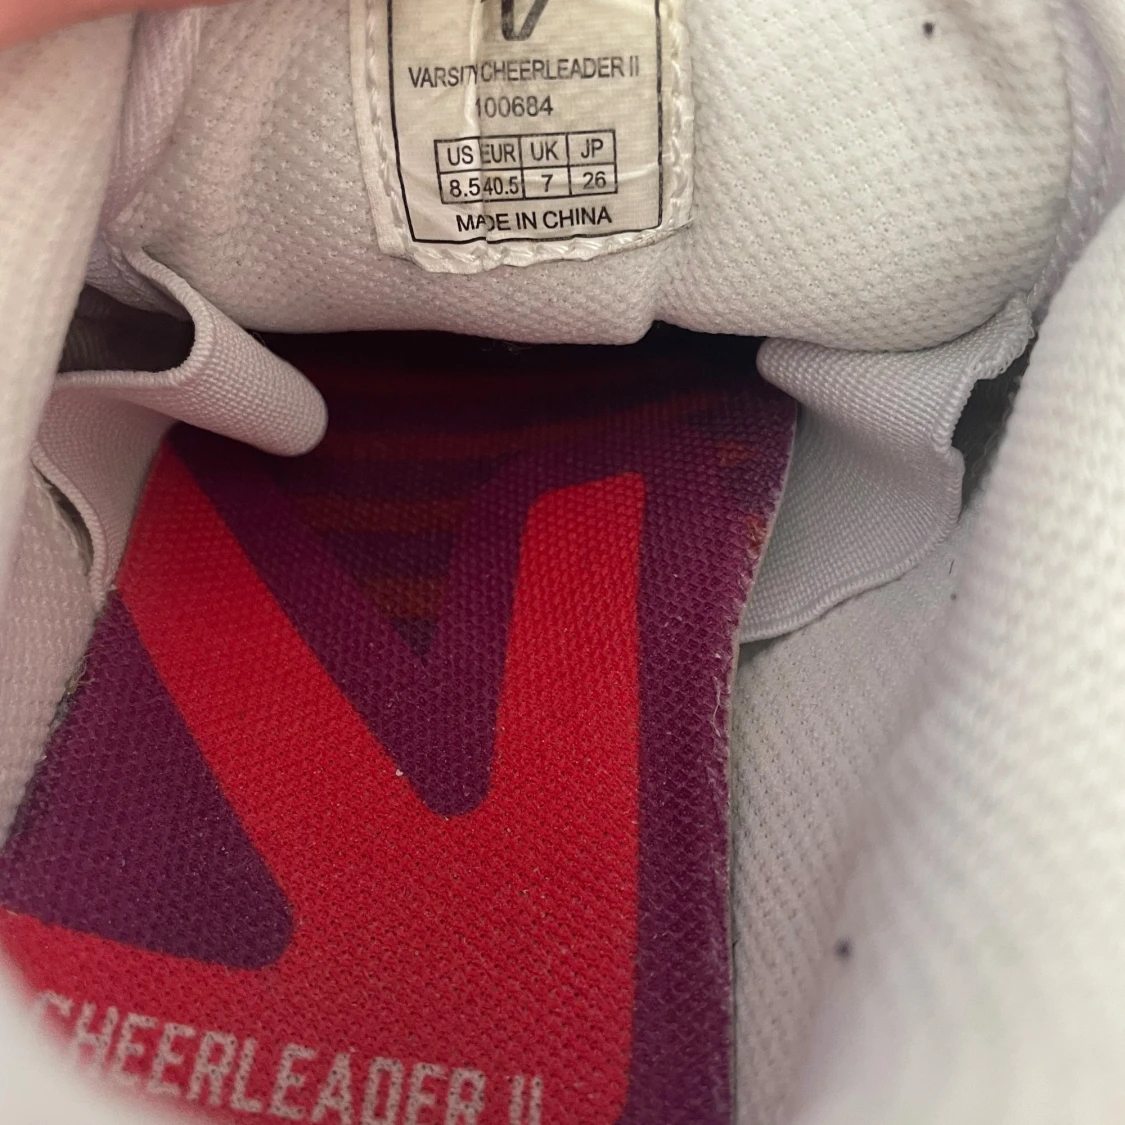 VARSITY CHEERLEADER II
100684
US EUR UK JP
8.5 40.5 7 26
MADE IN CHINA
CHEERLEADER II